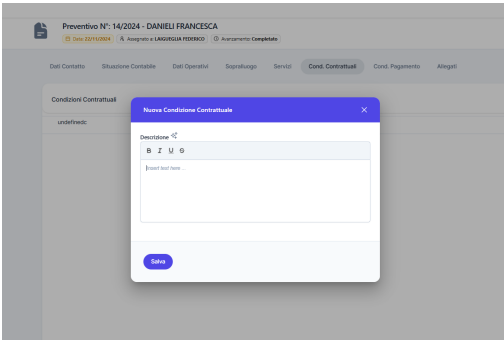 Preventivo N°: 14/2024 - DANIELI FRANCESCA
Data: 02/11/2024 Assegnato a: LAIGUEGLIA FEDERICO Avanzamento: Completato
Dati Contatto Situazione Contabile Dati Operativi Sopralluogo Servizi Cond. Contrattuali Cond. Pagamento Allegati
Condizioni Contrattuali
undefinedc
Nuova Condizione Contrattuale
Descrizione
B I U S
Insert text here ...
Salva